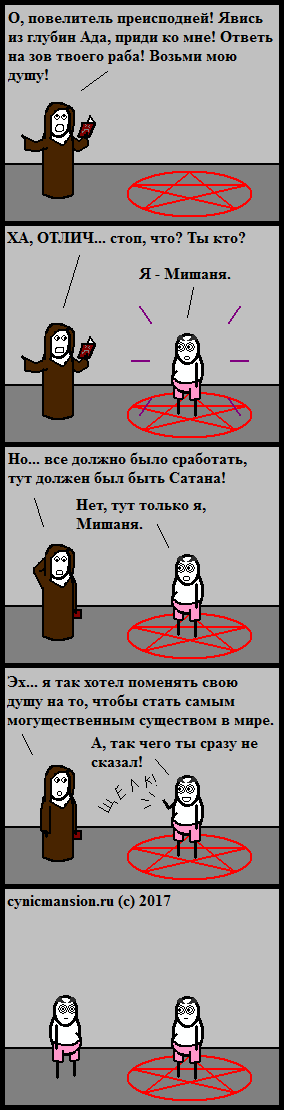 О, повелитель преисподней! Явись
из глубин Ада, приди ко мне! Ответь
на зов твоего раба! Возьми мою
душу!
ХА, ОТЛИЧ... стоп, что? Ты кто?
Я - Мишаня.
Но... все должно было сработать,
тут должен был быть Сатана!
Нет, тут только я,
Мишаня.
Эх... я так хотел поменять свою
душу на то, чтобы стать самым
могущественным существом в мире.
А, так чего ты сразу не
сказал!
ЩЕЛК!
cynicmansion.ru (c) 2017